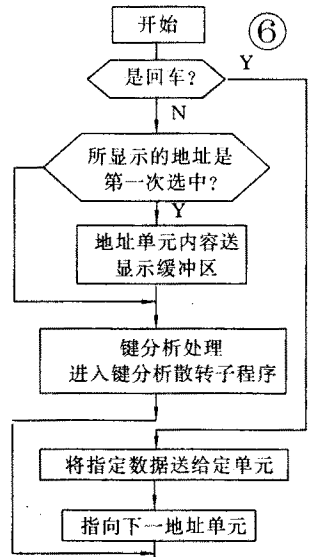 开始
⑥
是回车?
Y
N
所显示的地址是
第一次选中?
Y
地址单元内容送
显示缓冲区
键分析处理
进入键分析散转子程序
将指定数据送给定单元
指向下一地址单元